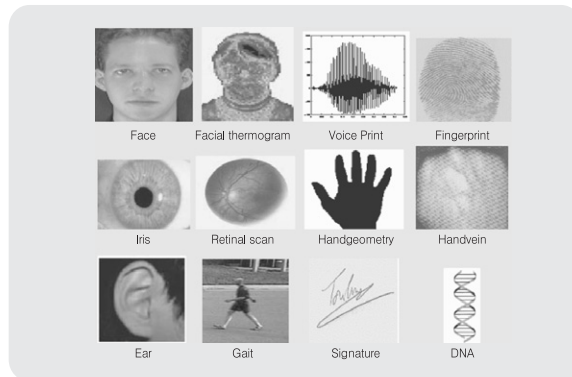 Face Facial thermogram Voice Print Fingerprint
Iris Retinal scan Handgeometry Handvein
Ear Gait Signature DNA